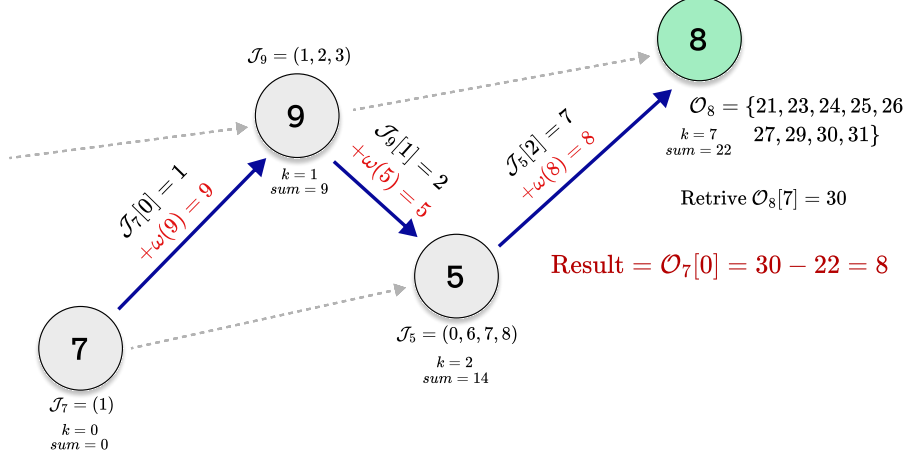 8
𝒥₉ = (1, 2, 3)
9
k = 1
sum = 9
𝒥₇[0] = 1
+ω(9) = 9
𝒥₉[1] = 2
+ω(5) = 5
𝒥₅[2] = 7
+ω(8) = 8
𝒪₈ = {21, 23, 24, 25, 26
27, 29, 30, 31}
k = 7
sum = 22
Retrive 𝒪₈[7] = 30
Result = 𝒪₇[0] = 30 − 22 = 8
5
𝒥₅ = (0, 6, 7, 8)
k = 2
sum = 14
7
𝒥₇ = (1)
k = 0
sum = 0